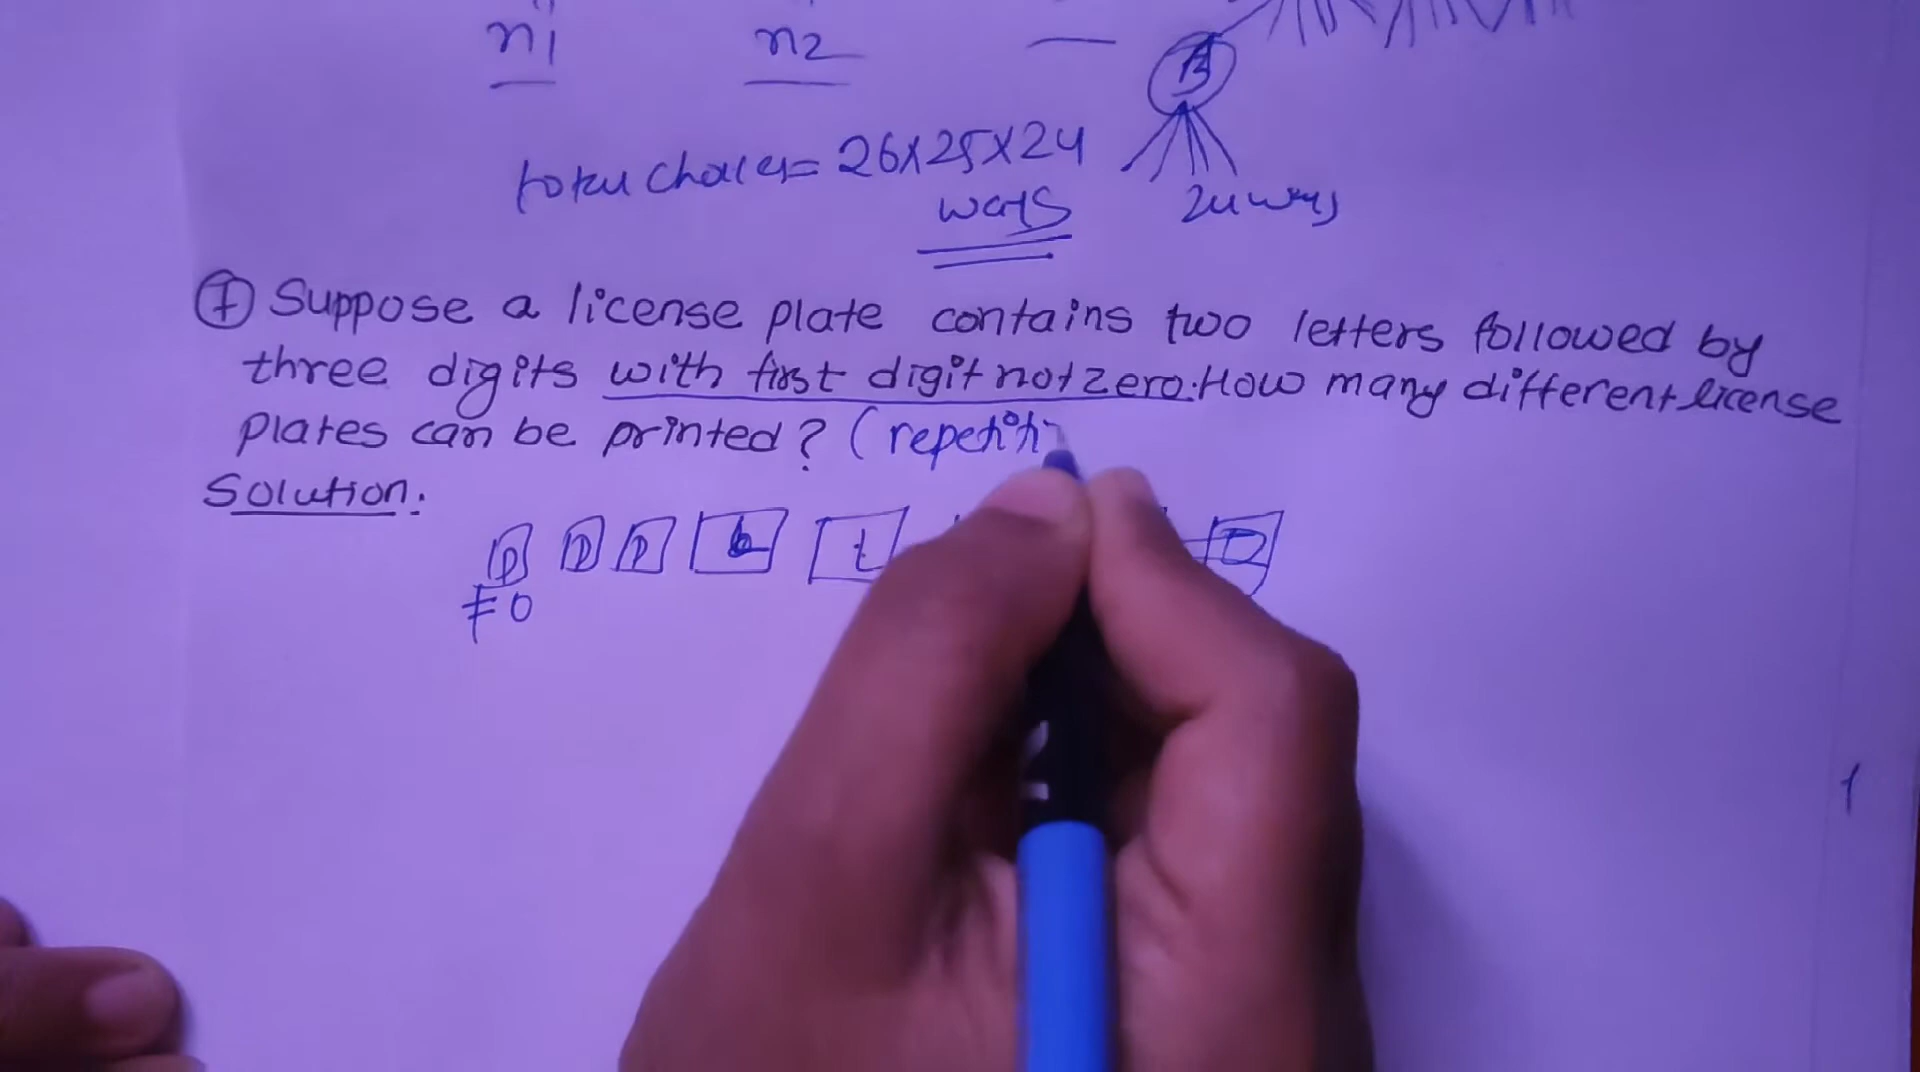 n1 n2
total choices = 26x25x24
ways
B
24 ways
7 Suppose a license plate contains two letters followed by
three digits with first digit not zero. How many different license
plates can be printed? (repeti
Solution:
D D D L L D
≠ 0